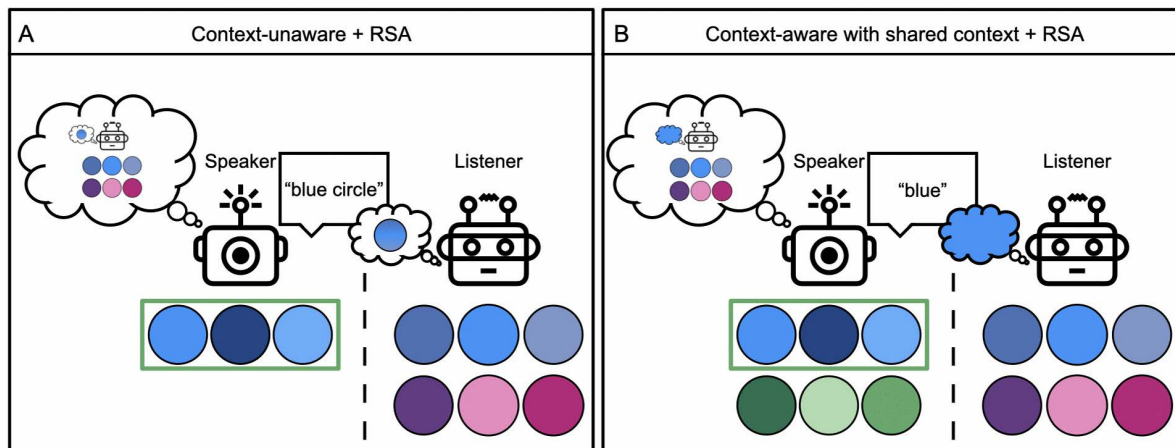 A
Context-unaware + RSA
Speaker
Listener
“blue circle”
B
Context-aware with shared context + RSA
Speaker
Listener
“blue”